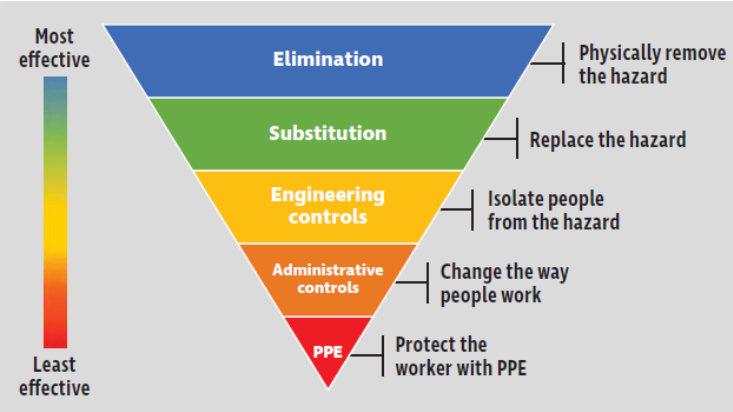 Most
effective
Elimination
Physically remove
the hazard
Substitution
Replace the hazard
Engineering
controls
Isolate people
from the hazard
Administrative
controls
Change the way
people work
PPE
Protect the
worker with PPE
Least
effective